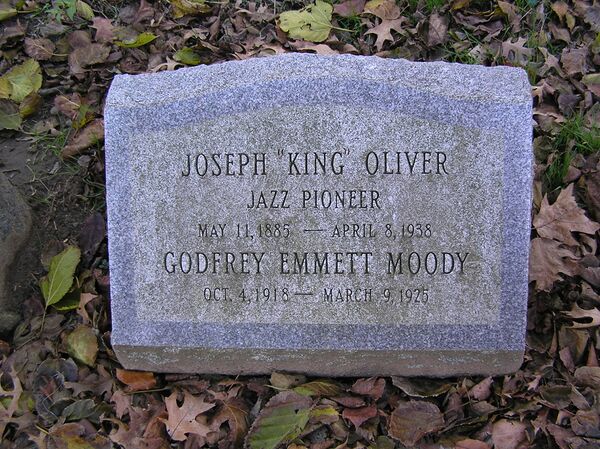 JOSEPH "KING" OLIVER
JAZZ PIONEER
MAY 11, 1885 — APRIL 8, 1938
GODFREY EMMETT MOODY
OCT. 4, 1918 — MARCH 9, 1925